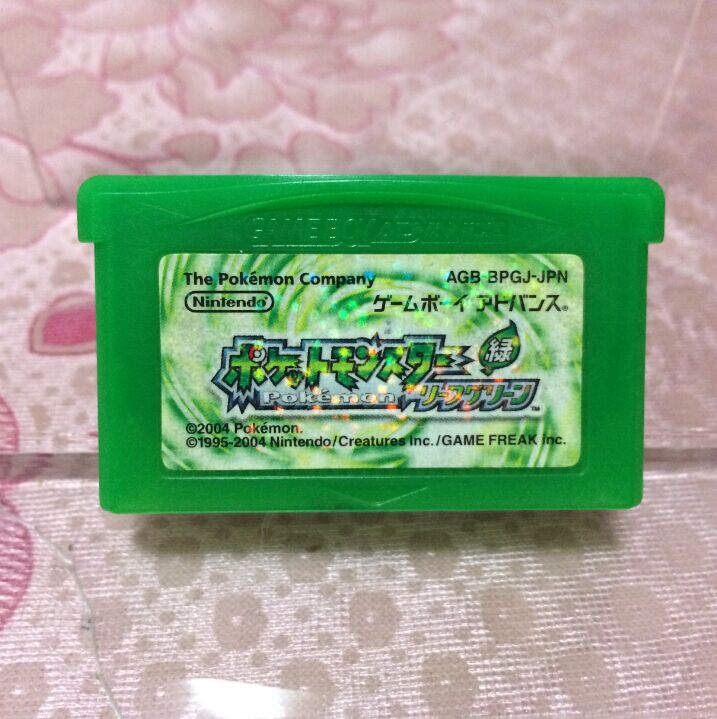 GAME BOY ADVANCE
The Pokémon Company
AGB-BPGJ-JPN
Nintendo
ゲームボーイアドバンス®
ポケットモンスター
緑
Pokémon
リーフグリーン™
©2004 Pokémon.
©1995-2004 Nintendo/Creatures inc./GAME FREAK inc.